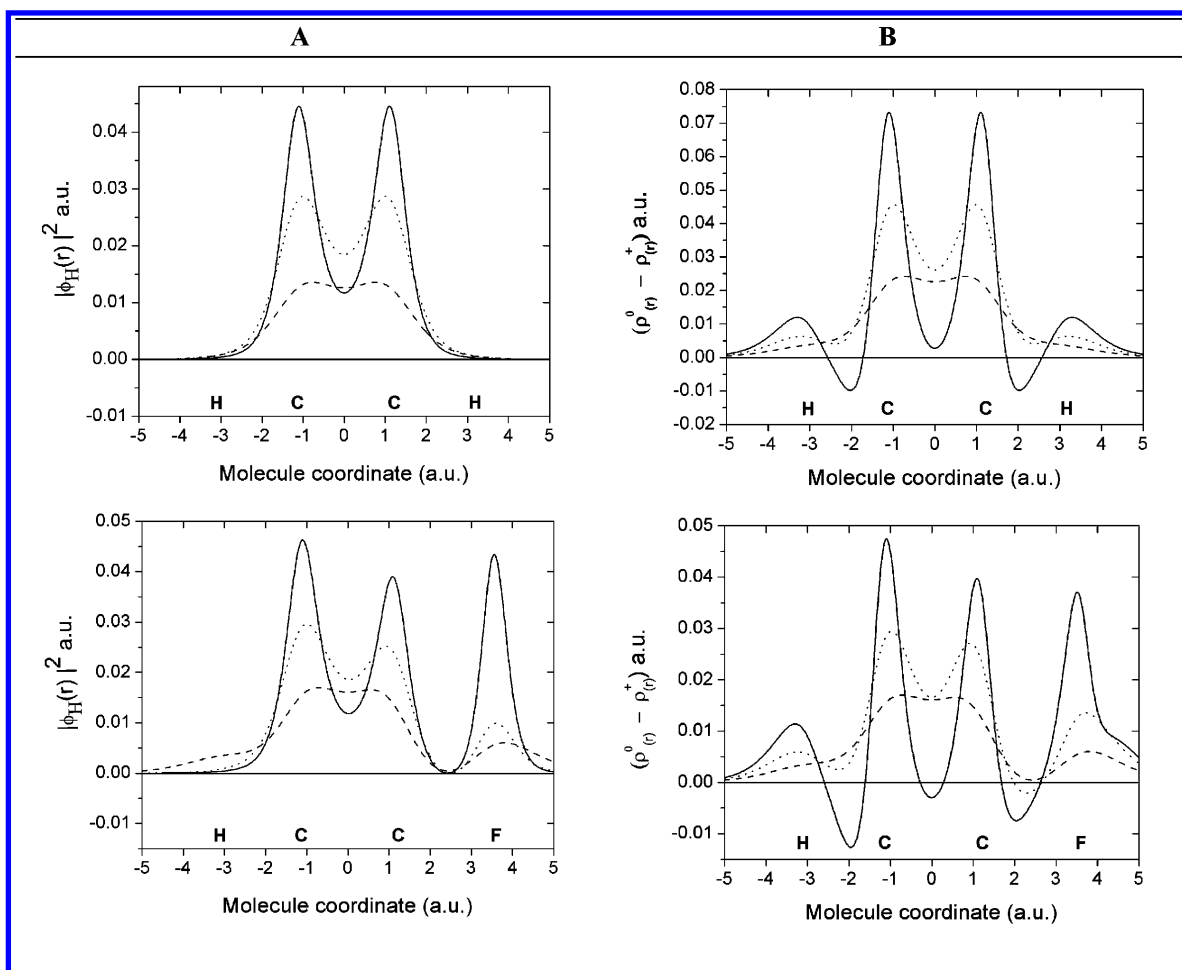 A
B
|ϕH(r)|² a.u.
0.04
0.03
0.02
0.01
0.00
-0.01
H C C H
-5 -4 -3 -2 -1 0 1 2 3 4 5
Molecule coordinate (a.u.)
(ρ⁰(r) − ρ⁺(r)) a.u.
0.08
0.07
0.06
0.05
0.04
0.03
0.02
0.01
0.00
-0.01
-0.02
H C C H
-5 -4 -3 -2 -1 0 1 2 3 4 5
Molecule coordinate (a.u.)
|ϕH(r)|² a.u.
0.05
0.04
0.03
0.02
0.01
0.00
-0.01
H C C F
-5 -4 -3 -2 -1 0 1 2 3 4 5
Molecule coordinate (a.u.)
(ρ⁰(r) − ρ⁺(r)) a.u.
0.05
0.04
0.03
0.02
0.01
0.00
-0.01
H C C F
-5 -4 -3 -2 -1 0 1 2 3 4 5
Molecule coordinate (a.u.)